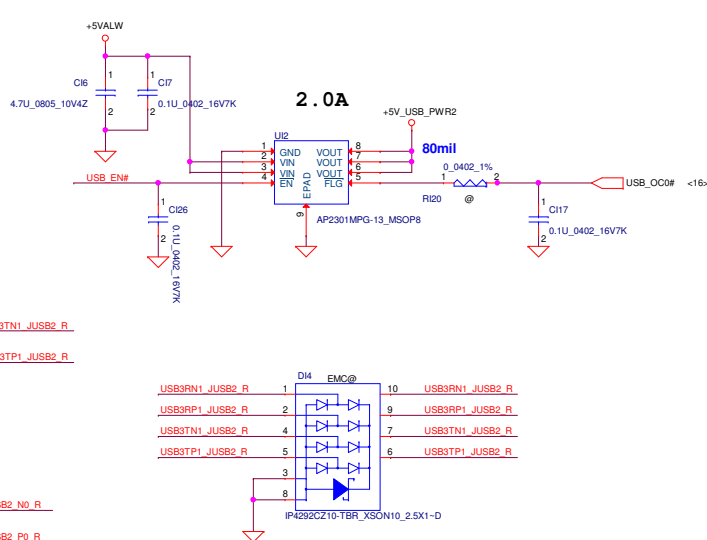 +5VALW
CI6
1
CI7
1
4.7U_0805_10V4Z
2
2
0.1U_0402_16V7K
2.0A
+5V_USB_PWR2
UI2
80mil
1 GND VOUT 8
2 VIN VOUT 7
3 VIN VOUT 6
4 EN FLG 5
EPAD
9
AP2301MPG-13_MSOP8
USB_EN#
1
CI26
2
0.1U_0402_16V7K
0_0402_1%
1 2
RI20 @
USB_OC0# <16>
1
CI17
0.1U_0402_16V7K
2
3TN1_JUSB2_R
3TP1_JUSB2_R
DI4 EMC@
USB3RN1_JUSB2_R 1 10 USB3RN1_JUSB2_R
USB3RP1_JUSB2_R 2 9 USB3RP1_JUSB2_R
USB3TN1_JUSB2_R 4 7 USB3TN1_JUSB2_R
USB3TP1_JUSB2_R 5 6 USB3TP1_JUSB2_R
3
8
IP4292CZ10-TBR_XSON10_2.5X1~D
SB2_N0_R
SB2_P0_R